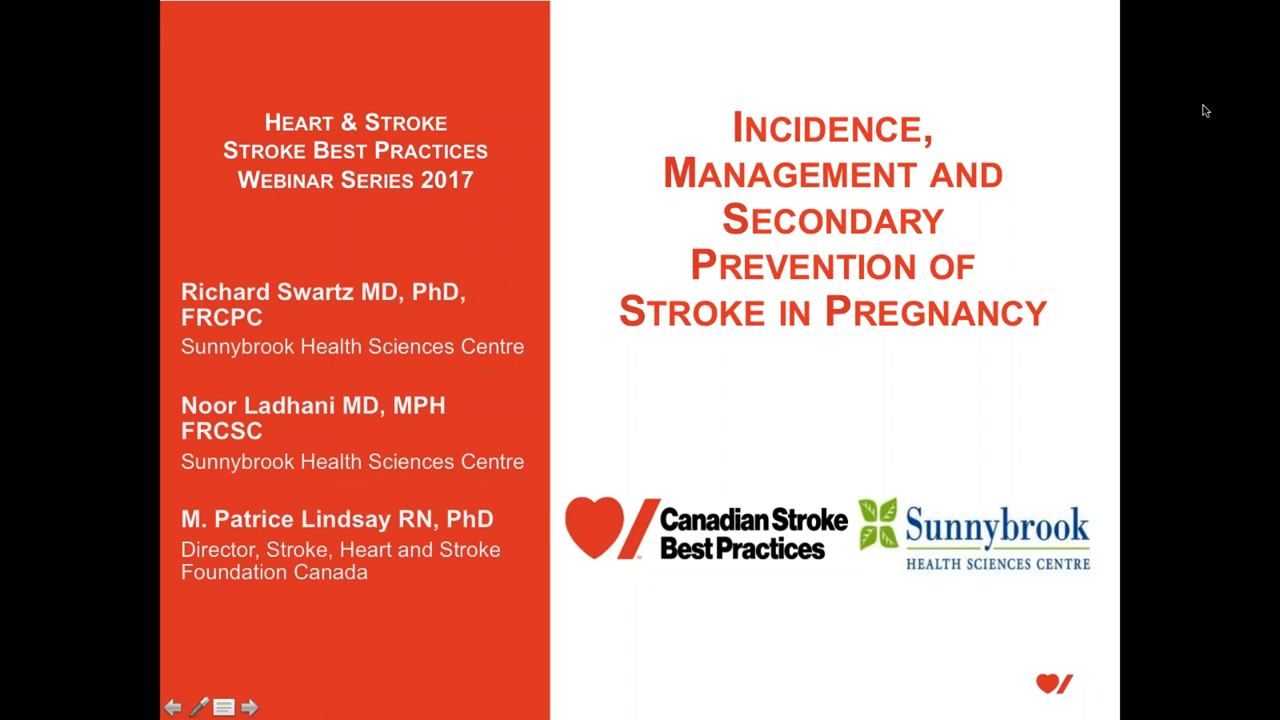 HEART & STROKE
STROKE BEST PRACTICES
WEBINAR SERIES 2017
Richard Swartz MD, PhD,
FRCPC
Sunnybrook Health Sciences Centre
Noor Ladhani MD, MPH
FRCSC
Sunnybrook Health Sciences Centre
M. Patrice Lindsay RN, PhD
Director, Stroke, Heart and Stroke
Foundation Canada
INCIDENCE,
MANAGEMENT AND
SECONDARY
PREVENTION OF
STROKE IN PREGNANCY
Canadian Stroke
Best Practices
Sunnybrook
HEALTH SCIENCES CENTRE